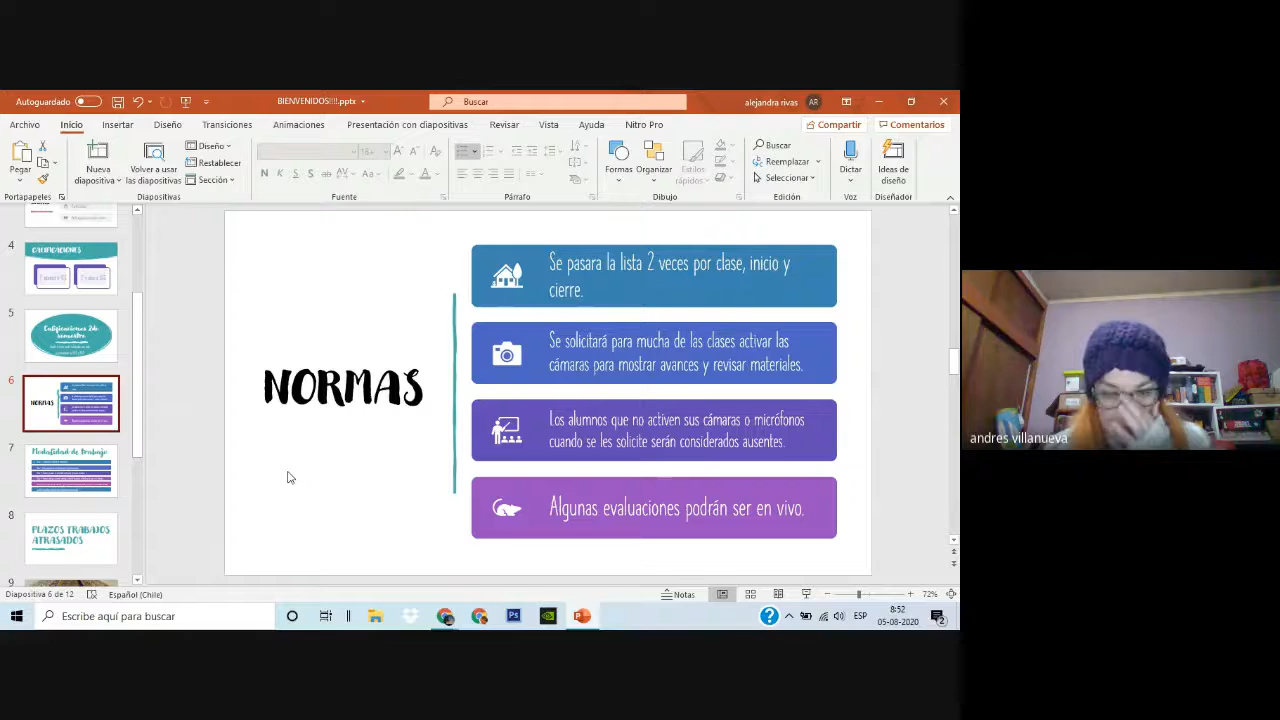 Autoguardado
BIENVENIDOS!!!!.pptx
Buscar
alejandra rivas
AR
Archivo
Inicio
Insertar
Diseño
Transiciones
Animaciones
Presentación con diapositivas
Revisar
Vista
Ayuda
Nitro Pro
Compartir
Comentarios
Pegar
Nueva
diapositiva
Volver a usar
las diapositivas
Diseño
Restablecer
Sección
N K S S ab AV Aa A
Formas
Organizar
Estilos
rápidos
Buscar
Reemplazar
Seleccionar
Dictar
Ideas de
diseño
Portapapeles
Diapositivas
Fuente
Párrafo
Dibujo
Edición
Voz
Diseñador
4
CALIFICACIONES
5
Calificaciones 2do
semestre
6
NORMAS
7
Modalidad de trabajo
8
PLAZOS TRABAJOS
ATRASADOS
9
NORMAS
Se pasara la lista 2 veces por clase, inicio y
cierre.
Se solicitará para mucha de las clases activar las
cámaras para mostrar avances y revisar materiales.
Los alumnos que no activen sus cámaras o micrófonos
cuando se les solicite serán considerados ausentes.
Algunas evaluaciones podrán ser en vivo.
andres villanueva
Diapositiva 6 de 12
Español (Chile)
Notas
72%
Escribe aquí para buscar
Ps
ESP
8:52
05-08-2020
2